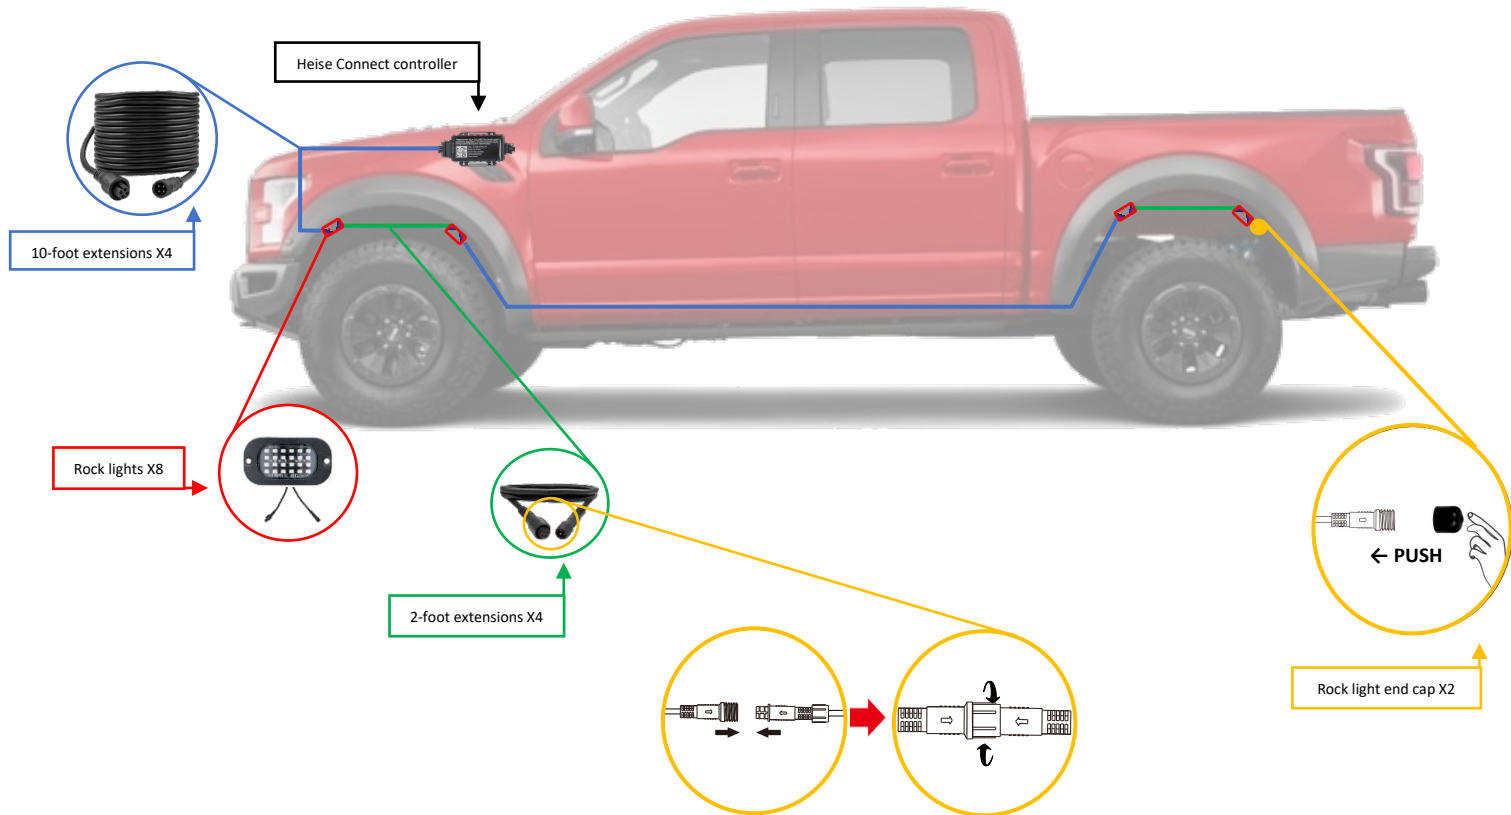 Heise Connect controller
10-foot extensions X4
Rock lights X8
2-foot extensions X4
← PUSH
Rock light end cap X2